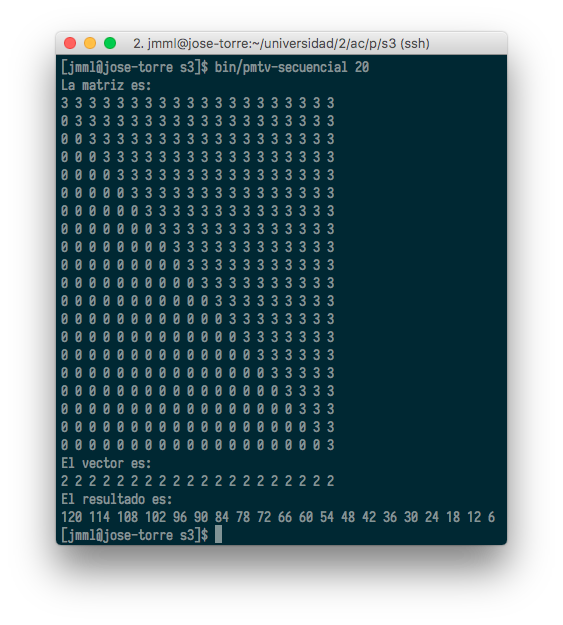 2. jmml@jose-torre:~/universidad/2/ac/p/s3 (ssh)
[jmml@jose-torre s3]$ bin/pmtv-secuencial 20
La matriz es:
3 3 3 3 3 3 3 3 3 3 3 3 3 3 3 3 3 3 3 3
0 3 3 3 3 3 3 3 3 3 3 3 3 3 3 3 3 3 3 3
0 0 3 3 3 3 3 3 3 3 3 3 3 3 3 3 3 3 3 3
0 0 0 3 3 3 3 3 3 3 3 3 3 3 3 3 3 3 3 3
0 0 0 0 3 3 3 3 3 3 3 3 3 3 3 3 3 3 3 3
0 0 0 0 0 3 3 3 3 3 3 3 3 3 3 3 3 3 3 3
0 0 0 0 0 0 3 3 3 3 3 3 3 3 3 3 3 3 3 3
0 0 0 0 0 0 0 3 3 3 3 3 3 3 3 3 3 3 3 3
0 0 0 0 0 0 0 0 3 3 3 3 3 3 3 3 3 3 3 3
0 0 0 0 0 0 0 0 0 3 3 3 3 3 3 3 3 3 3 3
0 0 0 0 0 0 0 0 0 0 3 3 3 3 3 3 3 3 3 3
0 0 0 0 0 0 0 0 0 0 0 3 3 3 3 3 3 3 3 3
0 0 0 0 0 0 0 0 0 0 0 0 3 3 3 3 3 3 3 3
0 0 0 0 0 0 0 0 0 0 0 0 0 3 3 3 3 3 3 3
0 0 0 0 0 0 0 0 0 0 0 0 0 0 3 3 3 3 3 3
0 0 0 0 0 0 0 0 0 0 0 0 0 0 0 3 3 3 3 3
0 0 0 0 0 0 0 0 0 0 0 0 0 0 0 0 3 3 3 3
0 0 0 0 0 0 0 0 0 0 0 0 0 0 0 0 0 3 3 3
0 0 0 0 0 0 0 0 0 0 0 0 0 0 0 0 0 0 3 3
0 0 0 0 0 0 0 0 0 0 0 0 0 0 0 0 0 0 0 3
El vector es:
2 2 2 2 2 2 2 2 2 2 2 2 2 2 2 2 2 2 2 2
El resultado es:
120 114 108 102 96 90 84 78 72 66 60 54 48 42 36 30 24 18 12 6
[jmml@jose-torre s3]$